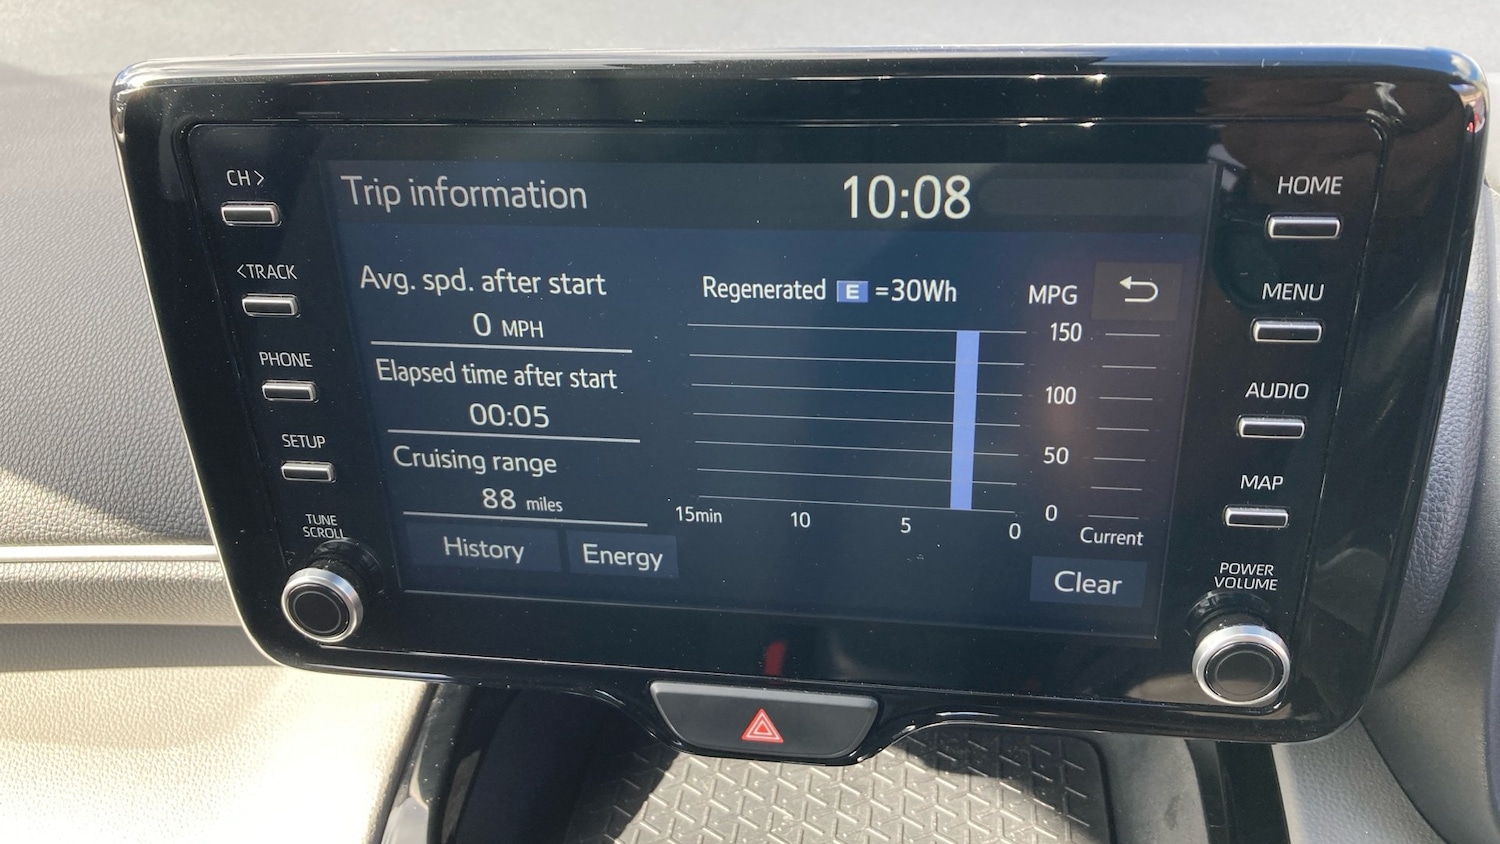 CH >
<TRACK
PHONE
SETUP
TUNE
SCROLL
Trip information
10:08
Avg. spd. after start
0 MPH
Elapsed time after start
00:05
Cruising range
88 miles
History
Energy
Regenerated E =30Wh
MPG
150
100
50
0
15min 10 5 0
Current
Clear
HOME
MENU
AUDIO
MAP
POWER
VOLUME